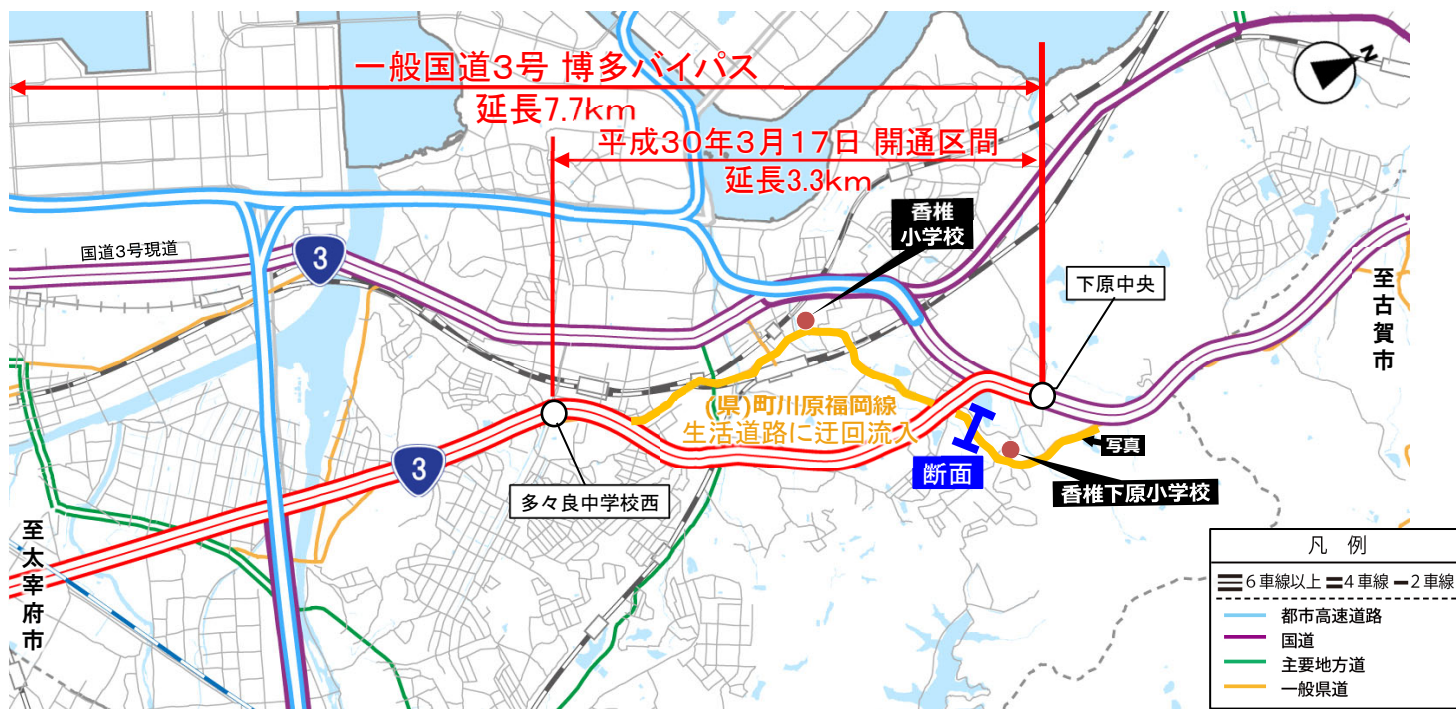 一般国道3号 博多バイパス
延長7.7km
平成30年3月17日 開通区間
延長3.3km
N
香椎
小学校
国道3号現道
3
下原中央
至古賀市
(県)町川原福岡線
生活道路に迂回流入
写真
断面
3
香椎下原小学校
多々良中学校西
至太宰府市
凡 例
6車線以上 4車線 2車線
都市高速道路
国道
主要地方道
一般県道